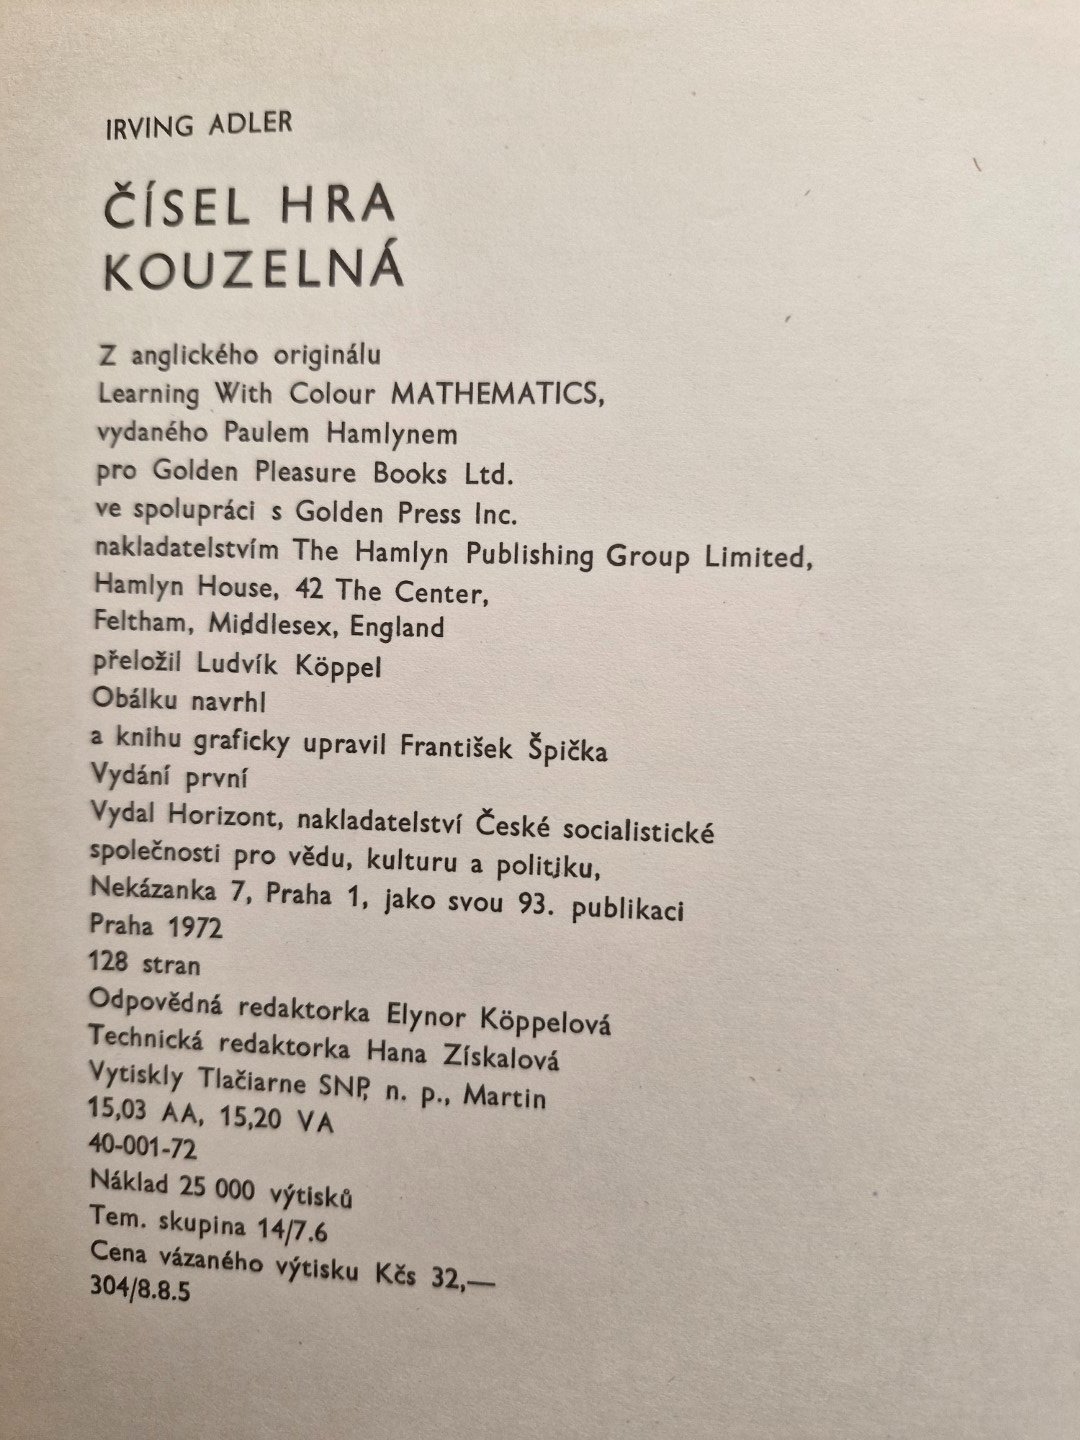 IRVING ADLER
ČÍSEL HRA
KOUZELNÁ
Z anglického originálu
Learning With Colour MATHEMATICS,
vydaného Paulem Hamlynem
pro Golden Pleasure Books Ltd.
ve spolupráci s Golden Press Inc.
nakladatelstvím The Hamlyn Publishing Group Limited,
Hamlyn House, 42 The Center,
Feltham, Middlesex, England
přeložil Ludvík Köppel
Obálku navrhl
a knihu graficky upravil František Špička
Vydání první
Vydal Horizont, nakladatelství České socialistické
společnosti pro vědu, kulturu a politiku,
Nekázanka 7, Praha 1, jako svou 93. publikaci
Praha 1972
128 stran
Odpovědná redaktorka Elynor Köppelová
Technická redaktorka Hana Získalová
Vytiskly Tlačiarne SNP, n. p., Martin
15,03 AA, 15,20 VA
40-001-72
Náklad 25 000 výtisků
Tem. skupina 14/7.6
Cena vázaného výtisku Kčs 32,—
304/8.8.5